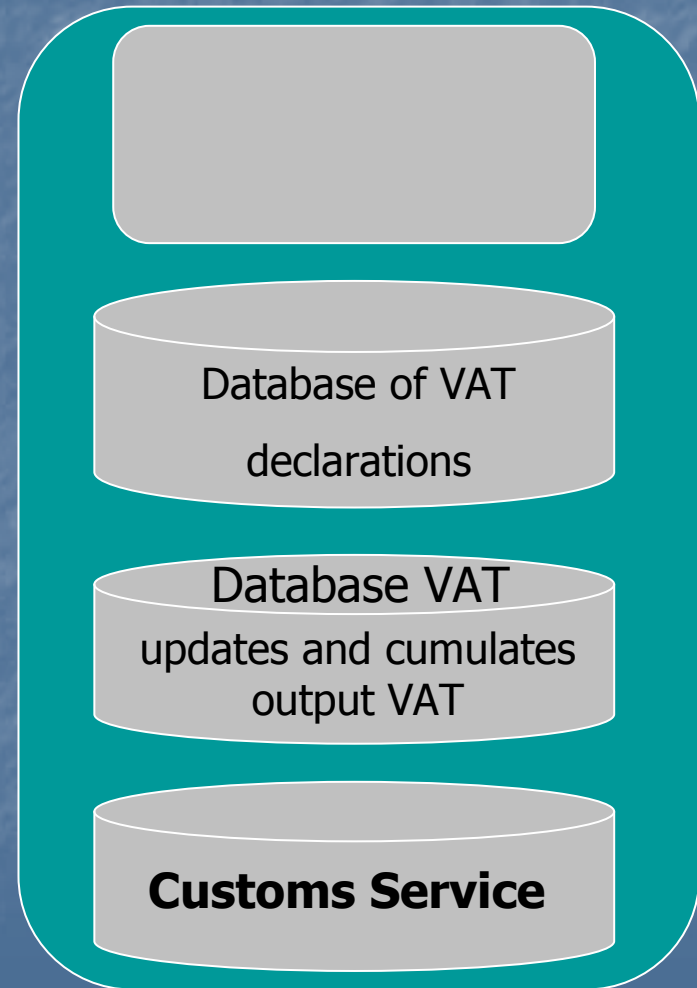 Database of VAT
declarations
Database VAT
updates and cumulates
output VAT
Customs Service